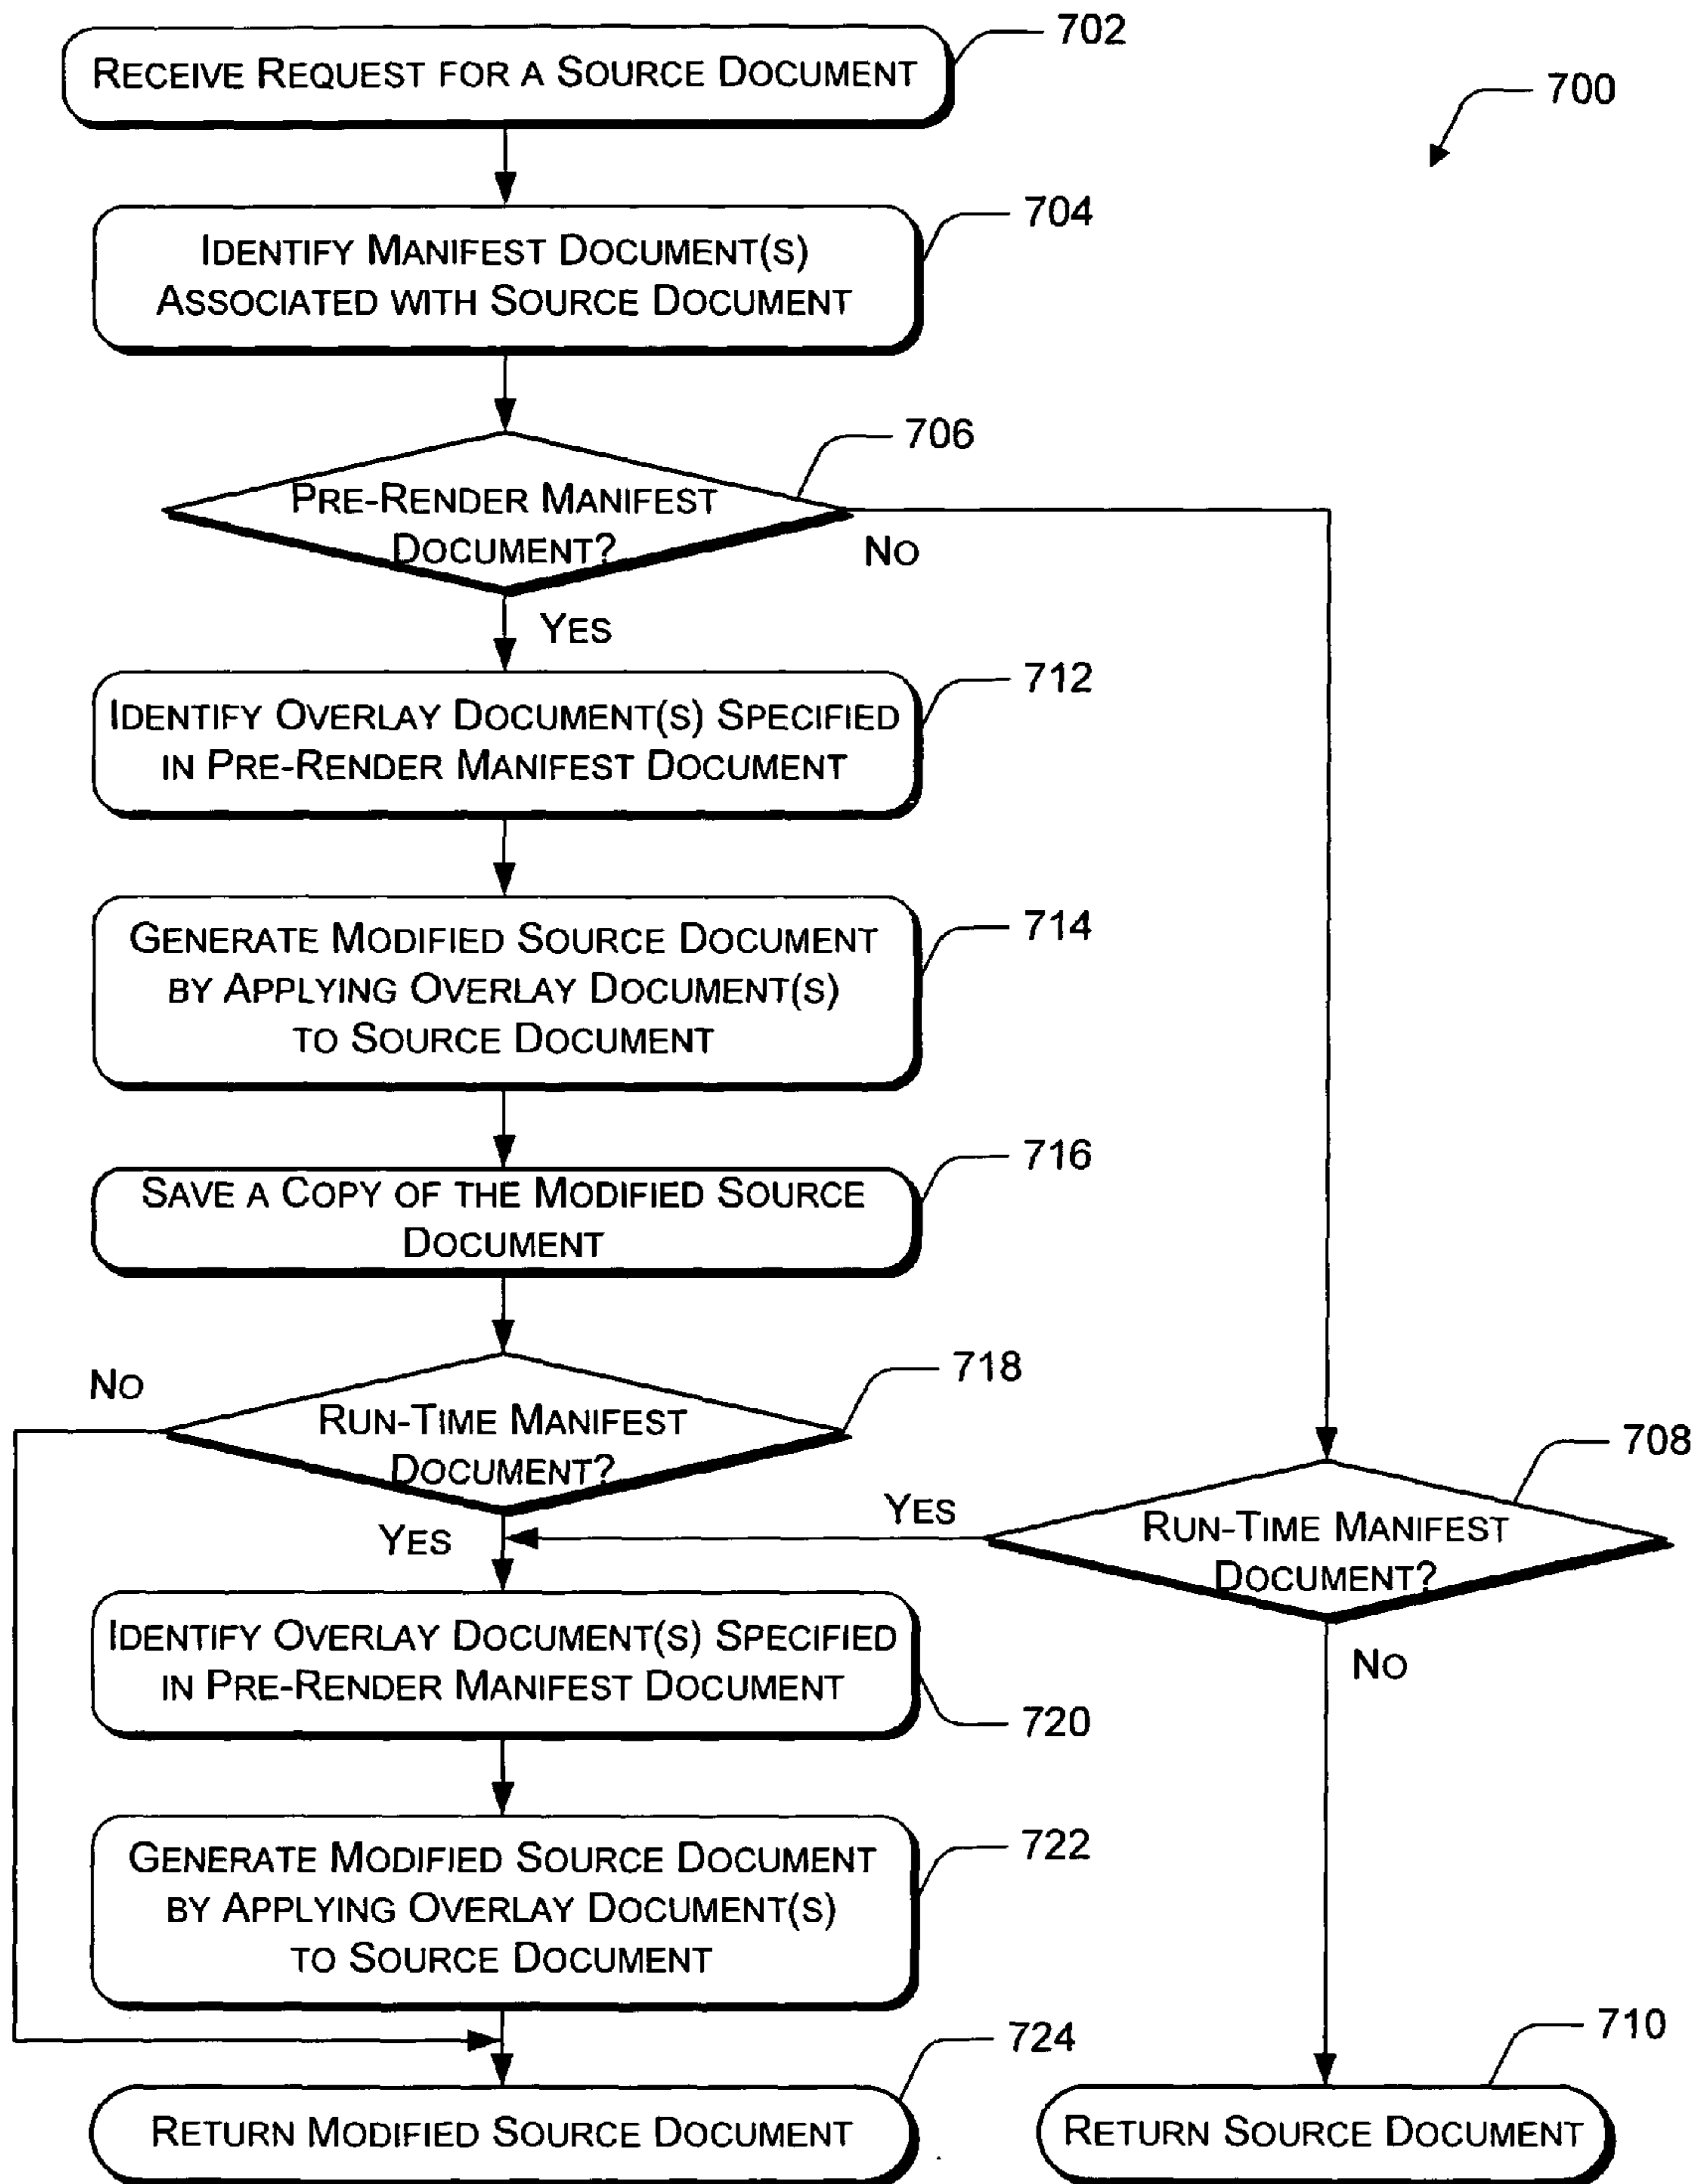 RECEIVE REQUEST FOR A SOURCE DOCUMENT
702
700
IDENTIFY MANIFEST DOCUMENT(S)
ASSOCIATED WITH SOURCE DOCUMENT
704
PRE-RENDER MANIFEST
DOCUMENT?
706
NO
YES
IDENTIFY OVERLAY DOCUMENT(S) SPECIFIED
IN PRE-RENDER MANIFEST DOCUMENT
712
GENERATE MODIFIED SOURCE DOCUMENT
BY APPLYING OVERLAY DOCUMENT(S)
TO SOURCE DOCUMENT
714
SAVE A COPY OF THE MODIFIED SOURCE
DOCUMENT
716
NO
RUN-TIME MANIFEST
DOCUMENT?
718
YES
YES
RUN-TIME MANIFEST
DOCUMENT?
708
NO
IDENTIFY OVERLAY DOCUMENT(S) SPECIFIED
IN PRE-RENDER MANIFEST DOCUMENT
720
GENERATE MODIFIED SOURCE DOCUMENT
BY APPLYING OVERLAY DOCUMENT(S)
TO SOURCE DOCUMENT
722
RETURN MODIFIED SOURCE DOCUMENT
724
RETURN SOURCE DOCUMENT
710